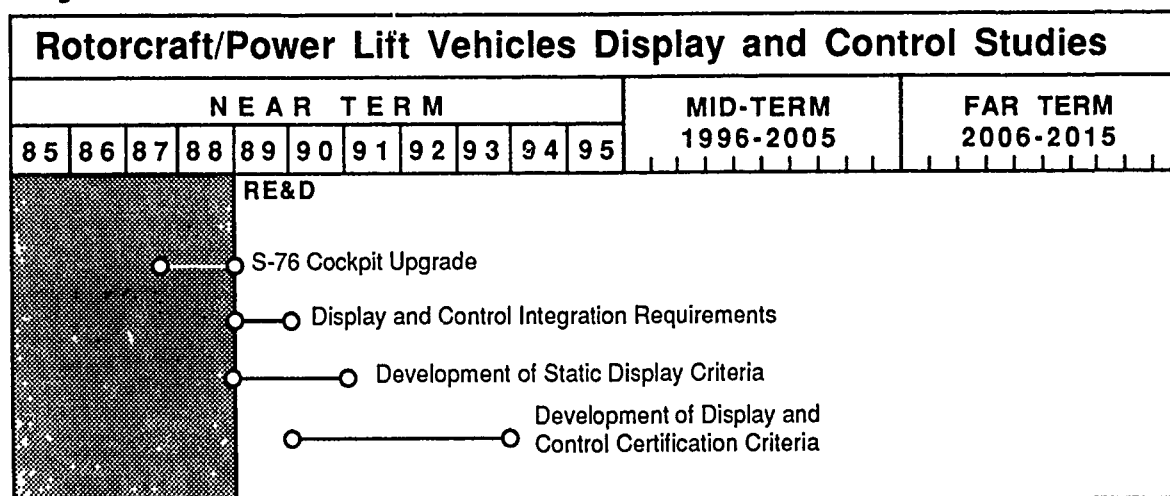 Rotorcraft/Power Lift Vehicles Display and Control Studies
NEAR TERM
MID-TERM
1996-2005
FAR TERM
2006-2015
85 86 87 88 89 90 91 92 93 94 95
RE&D
S-76 Cockpit Upgrade
Display and Control Integration Requirements
Development of Static Display Criteria
Development of Display and
Control Certification Criteria